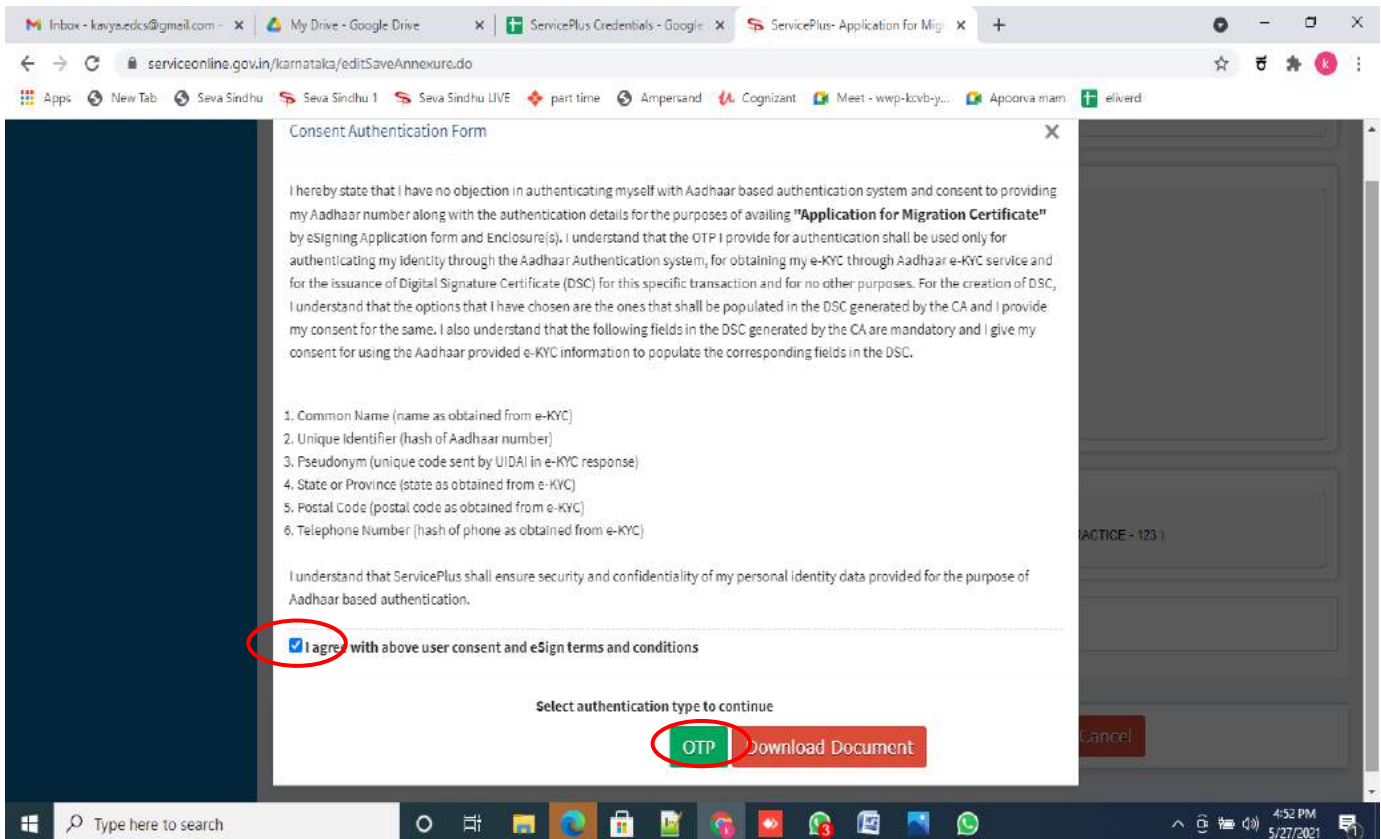 Inbox - kavya.edcs@gmail.com -
My Drive - Google Drive
ServicePlus Credentials - Google
ServicePlus- Application for Mig
serviceonline.gov.in/karnataka/editSaveAnnexure.do
k
Apps New Tab Seva Sindhu Seva Sindhu 1 Seva Sindhu LIVE part time Ampersand Cognizant Meet - wwp-kcvb-y... Apoorva mam eliverd
Consent Authentication Form
I hereby state that I have no objection in authenticating myself with Aadhaar based authentication system and consent to providing
my Aadhaar number along with the authentication details for the purposes of availing "Application for Migration Certificate"
by eSigning Application form and Enclosure(s). I understand that the OTP I provide for authentication shall be used only for
authenticating my identity through the Aadhaar Authentication system, for obtaining my e-KYC through Aadhaar e-KYC service and
for the issuance of Digital Signature Certificate (DSC) for this specific transaction and for no other purposes. For the creation of DSC,
I understand that the options that I have chosen are the ones that shall be populated in the DSC generated by the CA and I provide
my consent for the same. I also understand that the following fields in the DSC generated by the CA are mandatory and I give my
consent for using the Aadhaar provided e-KYC information to populate the corresponding fields in the DSC.
1. Common Name (name as obtained from e-KYC)
2. Unique Identifier (hash of Aadhaar number)
3. Pseudonym (unique code sent by UIDAI in e-KYC response)
4. State or Province (state as obtained from e-KYC)
5. Postal Code (postal code as obtained from e-KYC)
6. Telephone Number (hash of phone as obtained from e-KYC)
RACTICE - 123 )
I understand that ServicePlus shall ensure security and confidentiality of my personal identity data provided for the purpose of
Aadhaar based authentication.
I agree with above user consent and eSign terms and conditions
Select authentication type to continue
OTP Download Document
Cancel
Type here to search
4:52 PM
5/27/2021